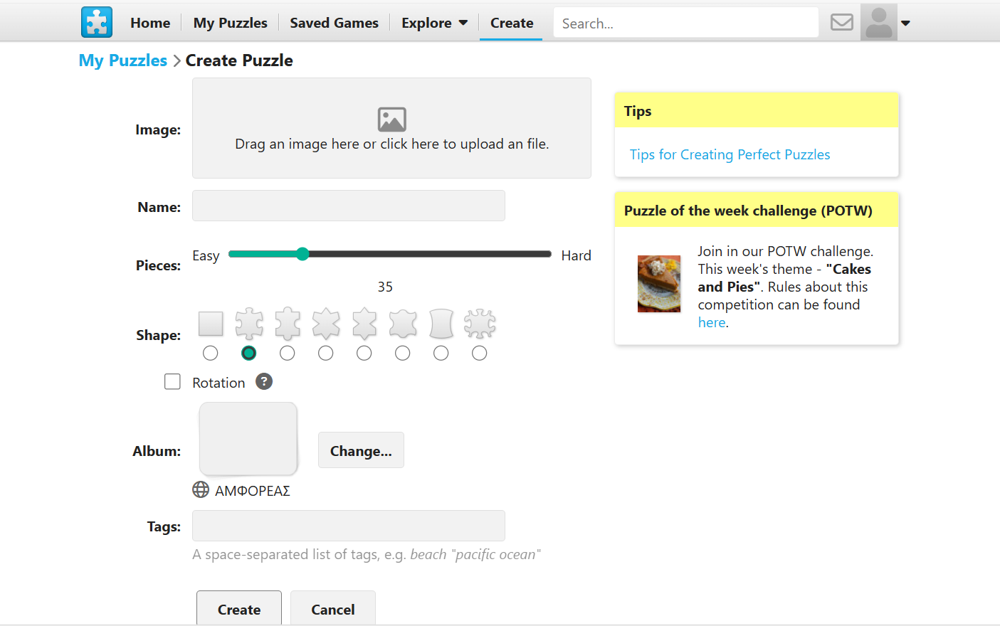 Home
My Puzzles
Saved Games
Explore
Create
Search...
My Puzzles > Create Puzzle
Image:
Drag an image here or click here to upload an file.
Name:
Pieces:
Easy
Hard
35
Shape:
Rotation
?
Album:
Change...
ΑΜΦΟΡΕΑΣ
Tags:
A space-separated list of tags, e.g. beach "pacific ocean"
Create
Cancel
Tips
Tips for Creating Perfect Puzzles
Puzzle of the week challenge (POTW)
Join in our POTW challenge.
This week's theme - "Cakes
and Pies". Rules about this
competition can be found
here.